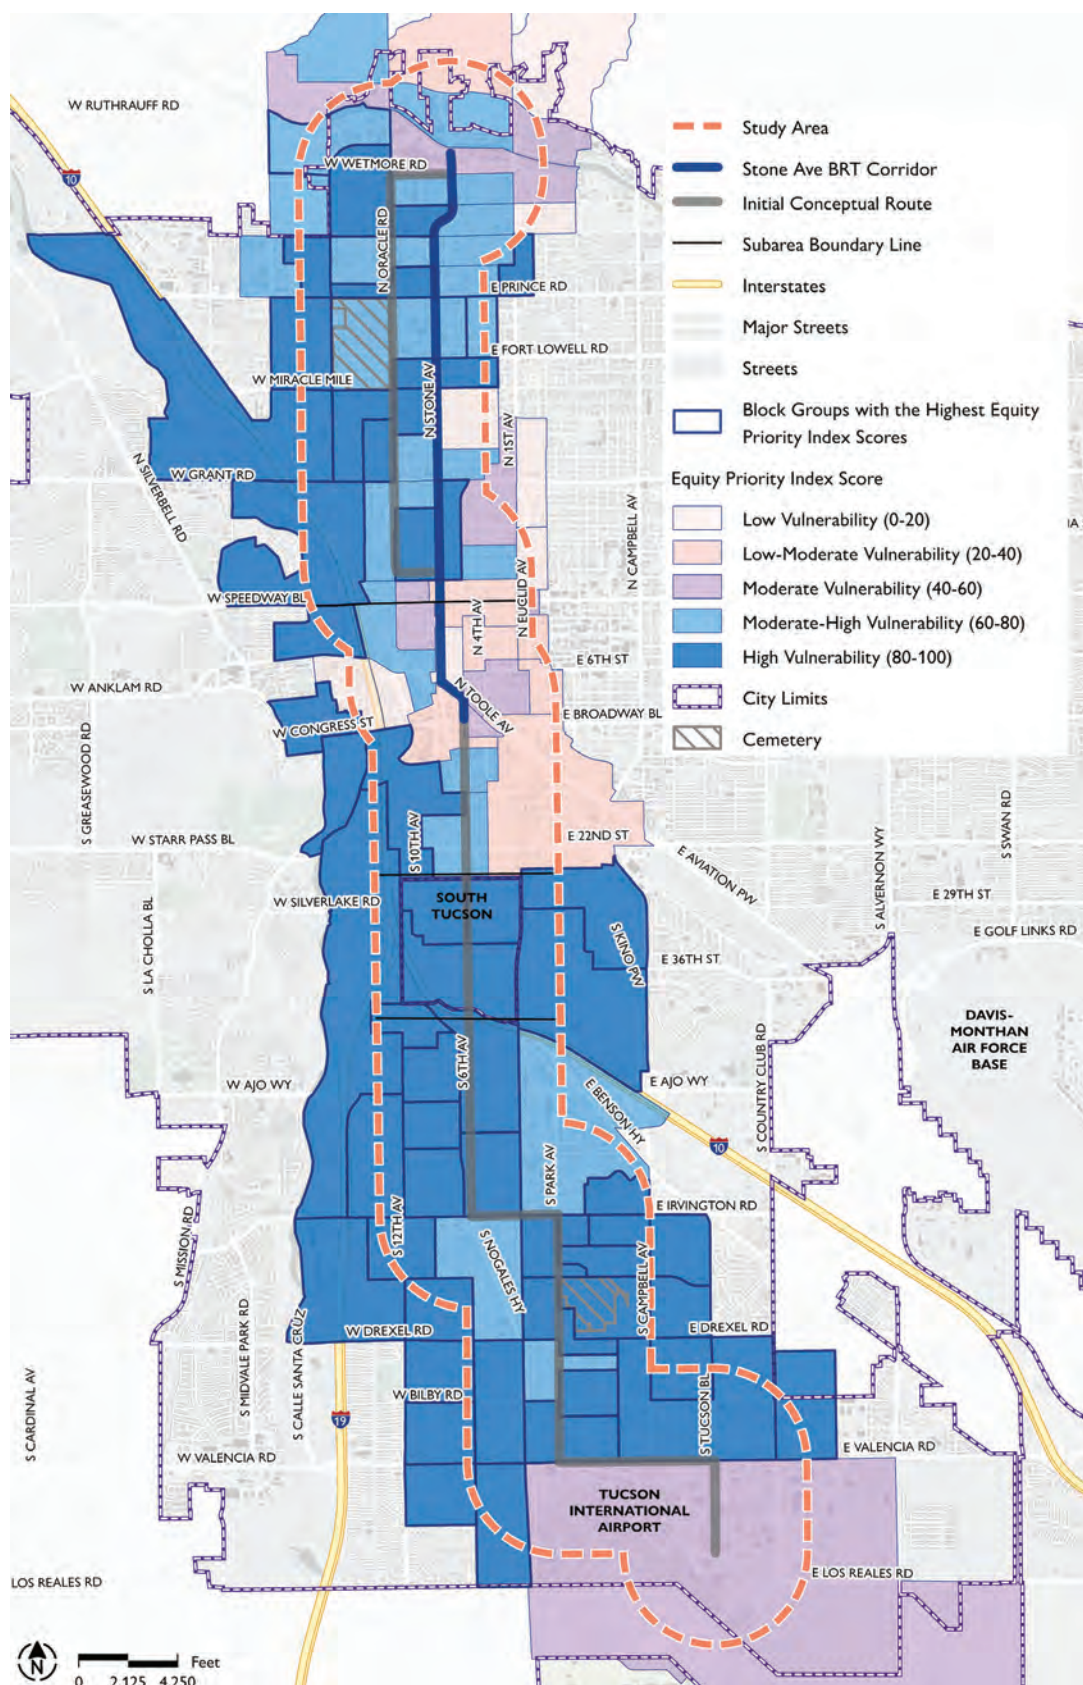 W RUTHRAUFF RD
10
W WETMORE RD
N ORACLE RD
E PRINCE RD
E FORT LOWELL RD
W MIRACLE MILE
N STONE AV
N 1ST AV
W GRANT RD
N SILVERBELL RD
N CAMPBELL AV
N EUCLID AV
W SPEEDWAY BL
N 4TH AV
E 6TH ST
W ANKLAM RD
N TOOLE AV
E BROADWAY BL
W CONGRESS ST
S GREASEWOOD RD
W STARR PASS BL
S 10TH AV
E 22ND ST
E AVIATION PW
S ALVERNON WY
S SWAN RD
W SILVERLAKE RD
SOUTH
TUCSON
E 29TH ST
S LA CHOLLA BL
S KINO PW
E 36TH ST
E GOLF LINKS RD
DAVIS-
MONTHAN
AIR FORCE
BASE
S 6TH AV
W AJO WY
E AJO WY
E BENSON HY
S COUNTRY CLUB RD
10
S PARK AV
E IRVINGTON RD
S MISSION RD
S 12TH AV
S NOGALES HY
S CAMPBELL AV
W DREXEL RD
E DREXEL RD
S MIDVALE PARK RD
S CALLE SANTA CRUZ
S CARDINAL AV
W BILBY RD
19
S TUCSON BL
W VALENCIA RD
E VALENCIA RD
TUCSON
INTERNATIONAL
AIRPORT
LOS REALES RD
E LOS REALES RD
Study Area
Stone Ave BRT Corridor
Initial Conceptual Route
Subarea Boundary Line
Interstates
Major Streets
Streets
Block Groups with the Highest Equity
Priority Index Scores
Equity Priority Index Score
Low Vulnerability (0-20)
Low-Moderate Vulnerability (20-40)
Moderate Vulnerability (40-60)
Moderate-High Vulnerability (60-80)
High Vulnerability (80-100)
City Limits
Cemetery
IA
N
Feet
0 2,125 4,250